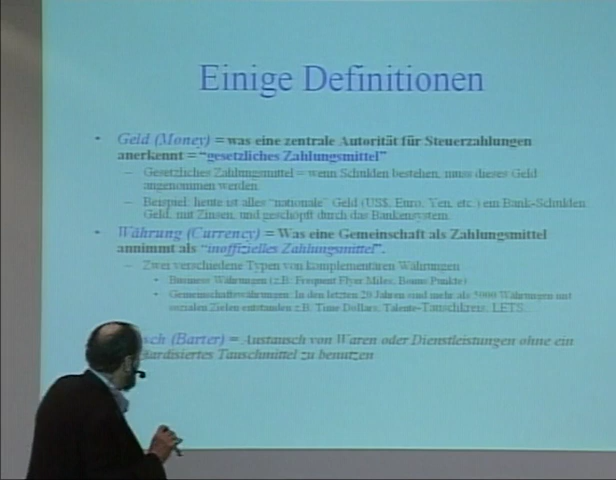 Einige Definitionen
• Geld (Money) = was eine zentrale Autorität für Steuerzahlungen
anerkennt = "gesetzliches Zahlungsmittel"
– Gesetzliches Zahlungsmittel = wenn Schulden bestehen, muss dieses Geld
angenommen werden
– Beispiel, heute ist alles "nationale" Geld (US$, Euro, Yen, etc.) ein Bank-Schulden
Geld, mit Zinsen, und geschöpft durch das Bankensystem.
• Währung (Currency) = Was eine Gemeinschaft als Zahlungsmittel
annimmt als "inoffizielles Zahlungsmittel".
– Zwei verschiedene Typen von komplementären Währungen
• Business Währungen (z.B. Frequent Flyer Miles, Bonus Punkte)
• Gemeinschaftswährungen: In den letzten 20 Jahren sind mehr als 5000 Währungen mit
sozialen Zielen entstanden z.B. Time Dollars, Talente-Tauschkreis, LETS...
sch (Barter) = Austausch von Waren oder Dienstleistungen ohne ein
dardisiertes Tauschmittel zu benutzen